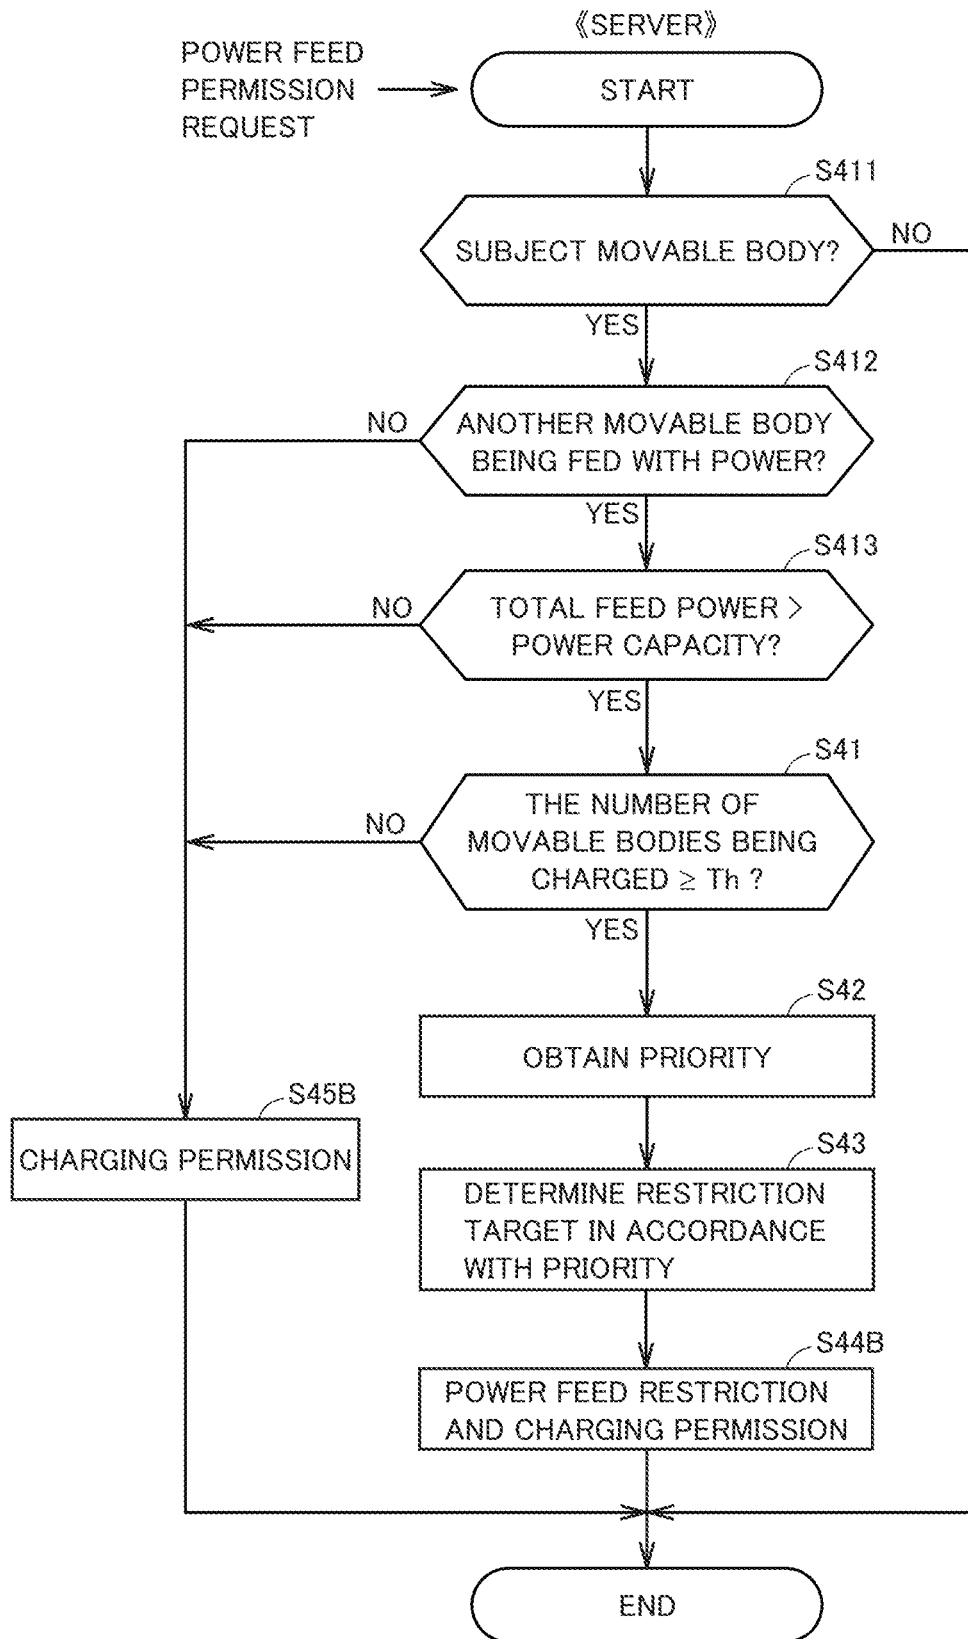 《SERVER》
POWER FEED
PERMISSION
REQUEST
START
S411
SUBJECT MOVABLE BODY?
NO
YES
S412
NO
ANOTHER MOVABLE BODY
BEING FED WITH POWER?
YES
S413
NO
TOTAL FEED POWER >
POWER CAPACITY?
YES
S41
NO
THE NUMBER OF
MOVABLE BODIES BEING
CHARGED ≥ Th ?
YES
S42
OBTAIN PRIORITY
S45B
CHARGING PERMISSION
S43
DETERMINE RESTRICTION
TARGET IN ACCORDANCE
WITH PRIORITY
S44B
POWER FEED RESTRICTION
AND CHARGING PERMISSION
END